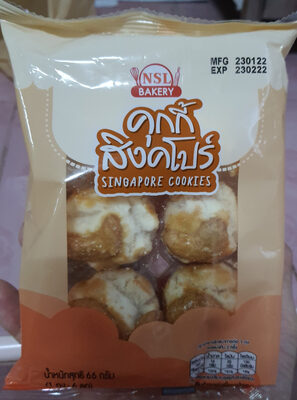 NSL
BAKERY
MFG 230122
EXP 230222
คุกกี้
สิงคโปร์
SINGAPORE COOKIES
น้ำหนักสุทธิ 66 กรัม